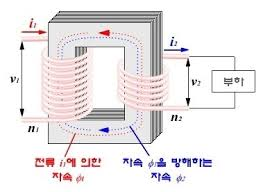 i₁
i₂
v₁
v₂
부하
n₁
n₂
전류 i₁에 의한
자속 ϕ₁
자속 ϕ₁을 방해하는
자속 ϕ₂